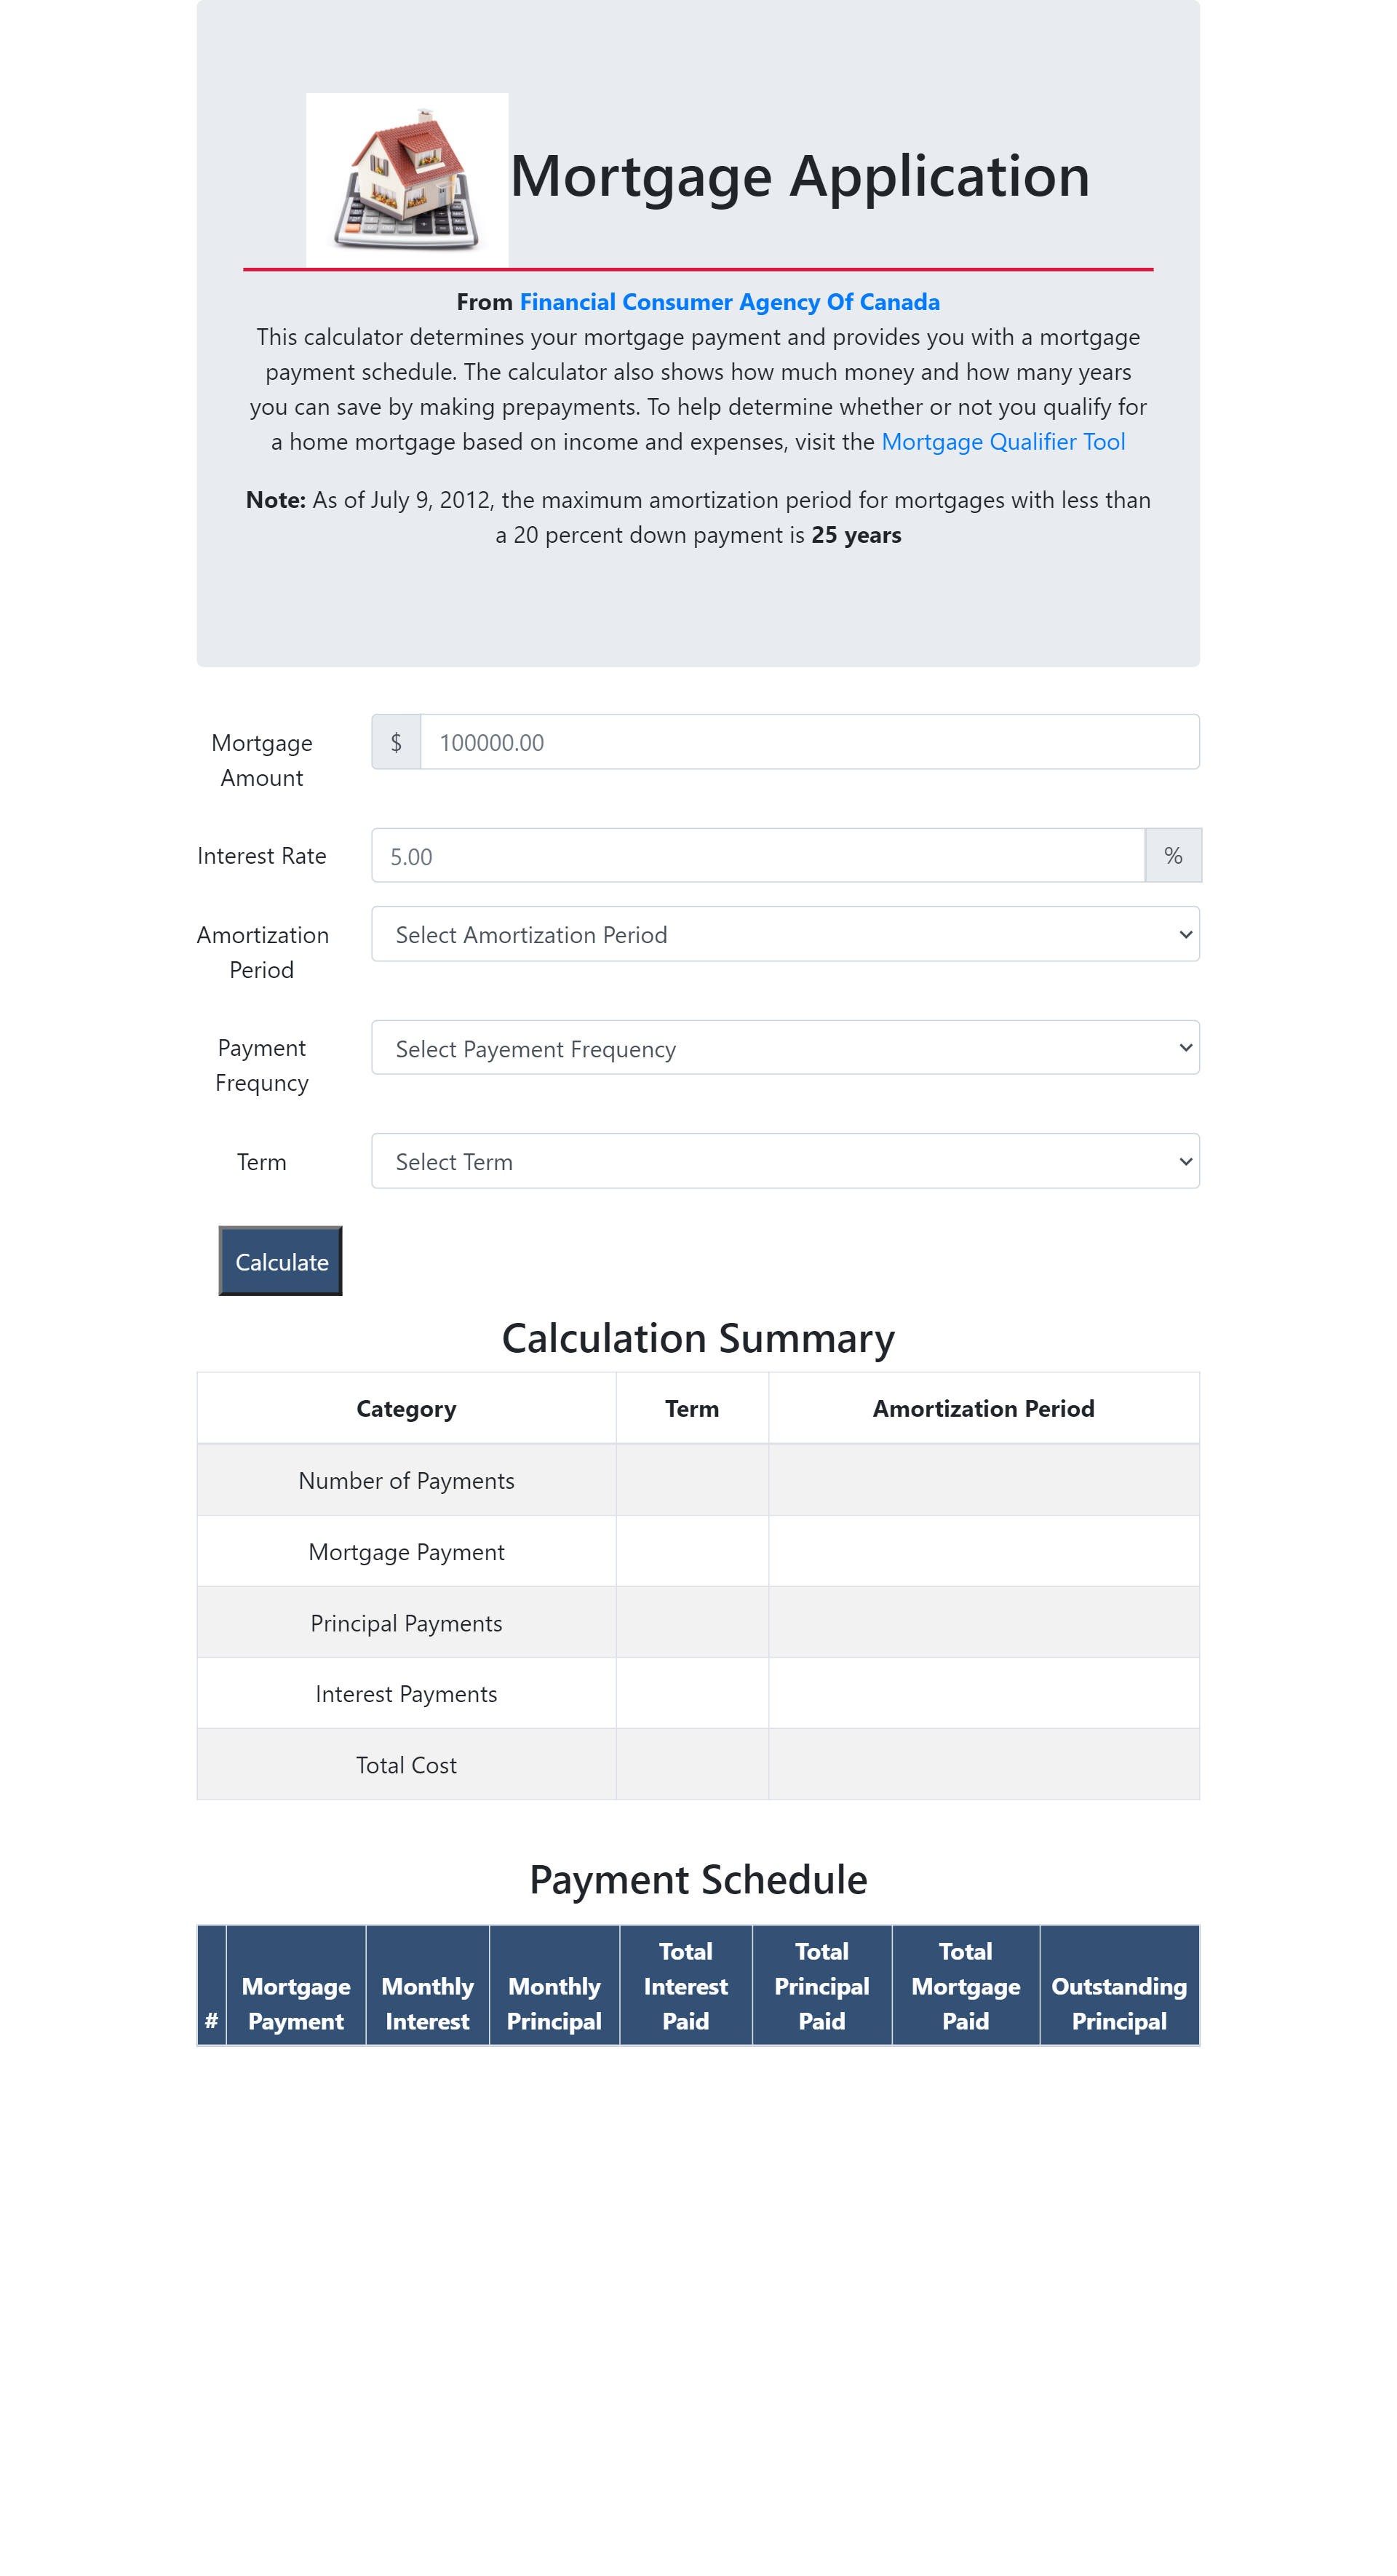 Mortgage Application
From Financial Consumer Agency Of Canada
This calculator determines your mortgage payment and provides you with a mortgage
payment schedule. The calculator also shows how much money and how many years
you can save by making prepayments. To help determine whether or not you qualify for
a home mortgage based on income and expenses, visit the Mortgage Qualifier Tool
Note: As of July 9, 2012, the maximum amortization period for mortgages with less than
a 20 percent down payment is 25 years
Mortgage
Amount
$ 100000.00
Interest Rate
5.00 %
Amortization
Period
Select Amortization Period
Payment
Frequncy
Select Payement Frequency
Term
Select Term
Calculate
Calculation Summary
Category Term Amortization Period
Number of Payments
Mortgage Payment
Principal Payments
Interest Payments
Total Cost
Payment Schedule
#
Mortgage
Payment
Monthly
Interest
Monthly
Principal
Total
Interest
Paid
Total
Principal
Paid
Total
Mortgage
Paid
Outstanding
Principal